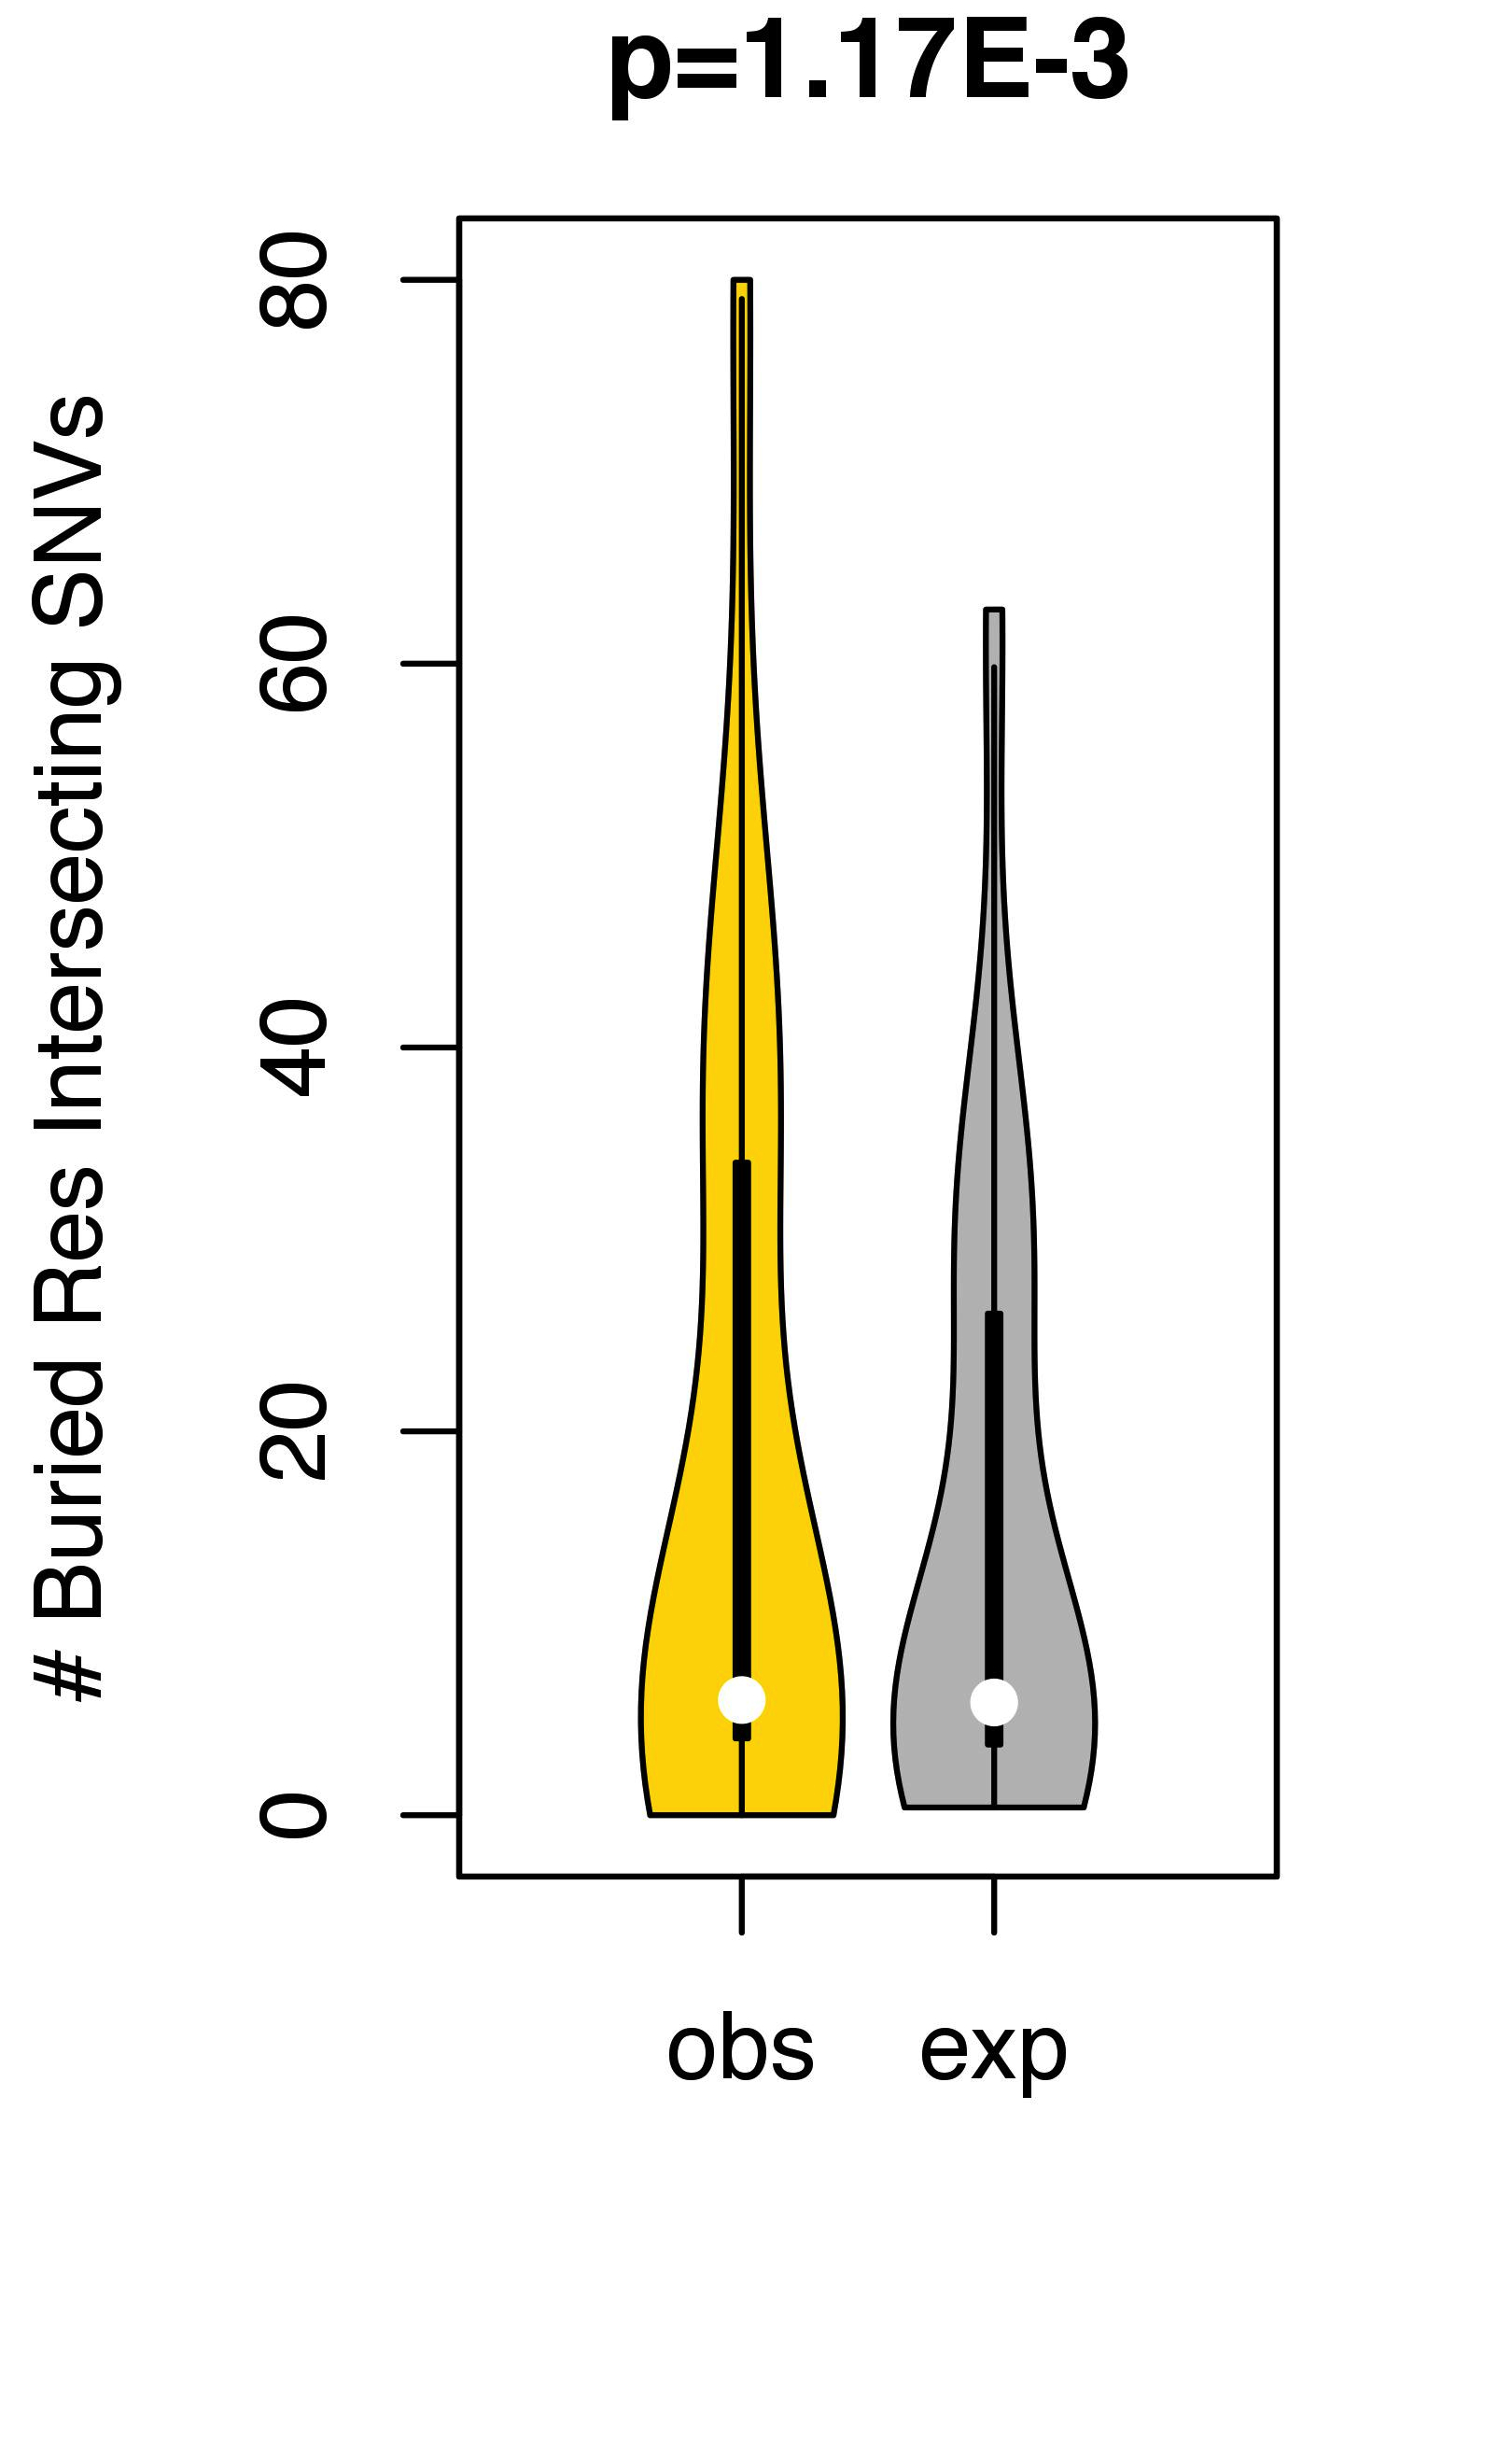 p=1.17E-3
# Buried Res Intersecting SNVs
80
60
40
20
0
obs exp